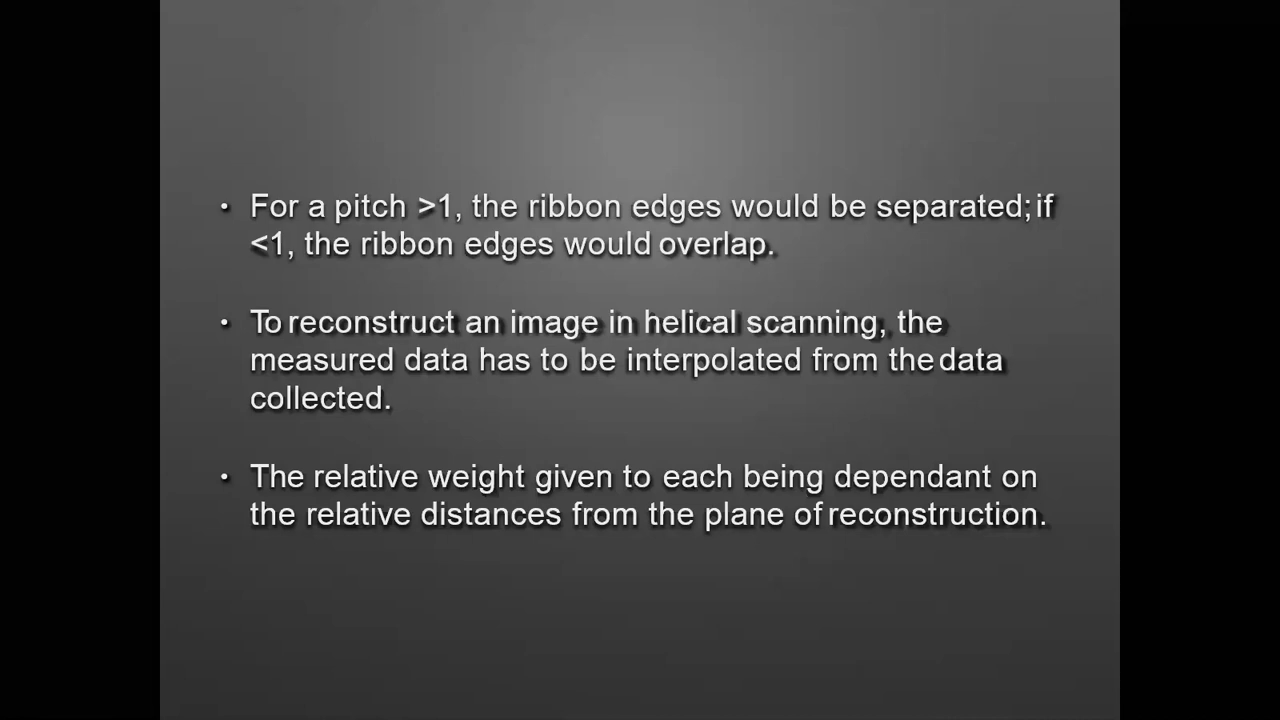 • For a pitch >1, the ribbon edges would be separated; if
<1, the ribbon edges would overlap.
• To reconstruct an image in helical scanning, the
measured data has to be interpolated from the data
collected.
• The relative weight given to each being dependant on
the relative distances from the plane of reconstruction.